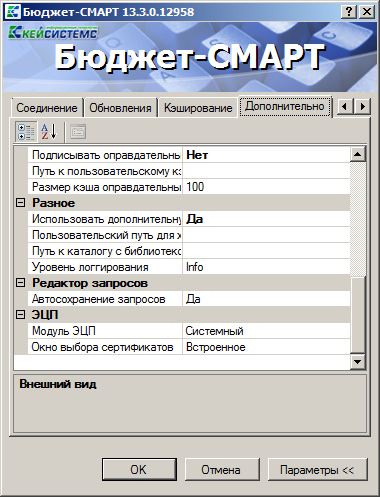 Бюджет-СМАРТ 13.3.0.12958
КЕЙСИСТЕМС
Бюджет-СМАРТ
Соединение Обновления Кэширование Дополнительно
Подписывать оправдательны Нет
Путь к пользовательскому кэ
Размер кэша оправдательны 100
Разное
Использовать дополнительну Да
Пользовательский путь для х
Путь к каталогу с библиотекс
Уровень логгирования Info
Редактор запросов
Автосохранение запросов Да
ЭЦП
Модуль ЭЦП Системный
Окно выбора сертификатов Встроенное
Внешний вид
OK Отмена Параметры <<